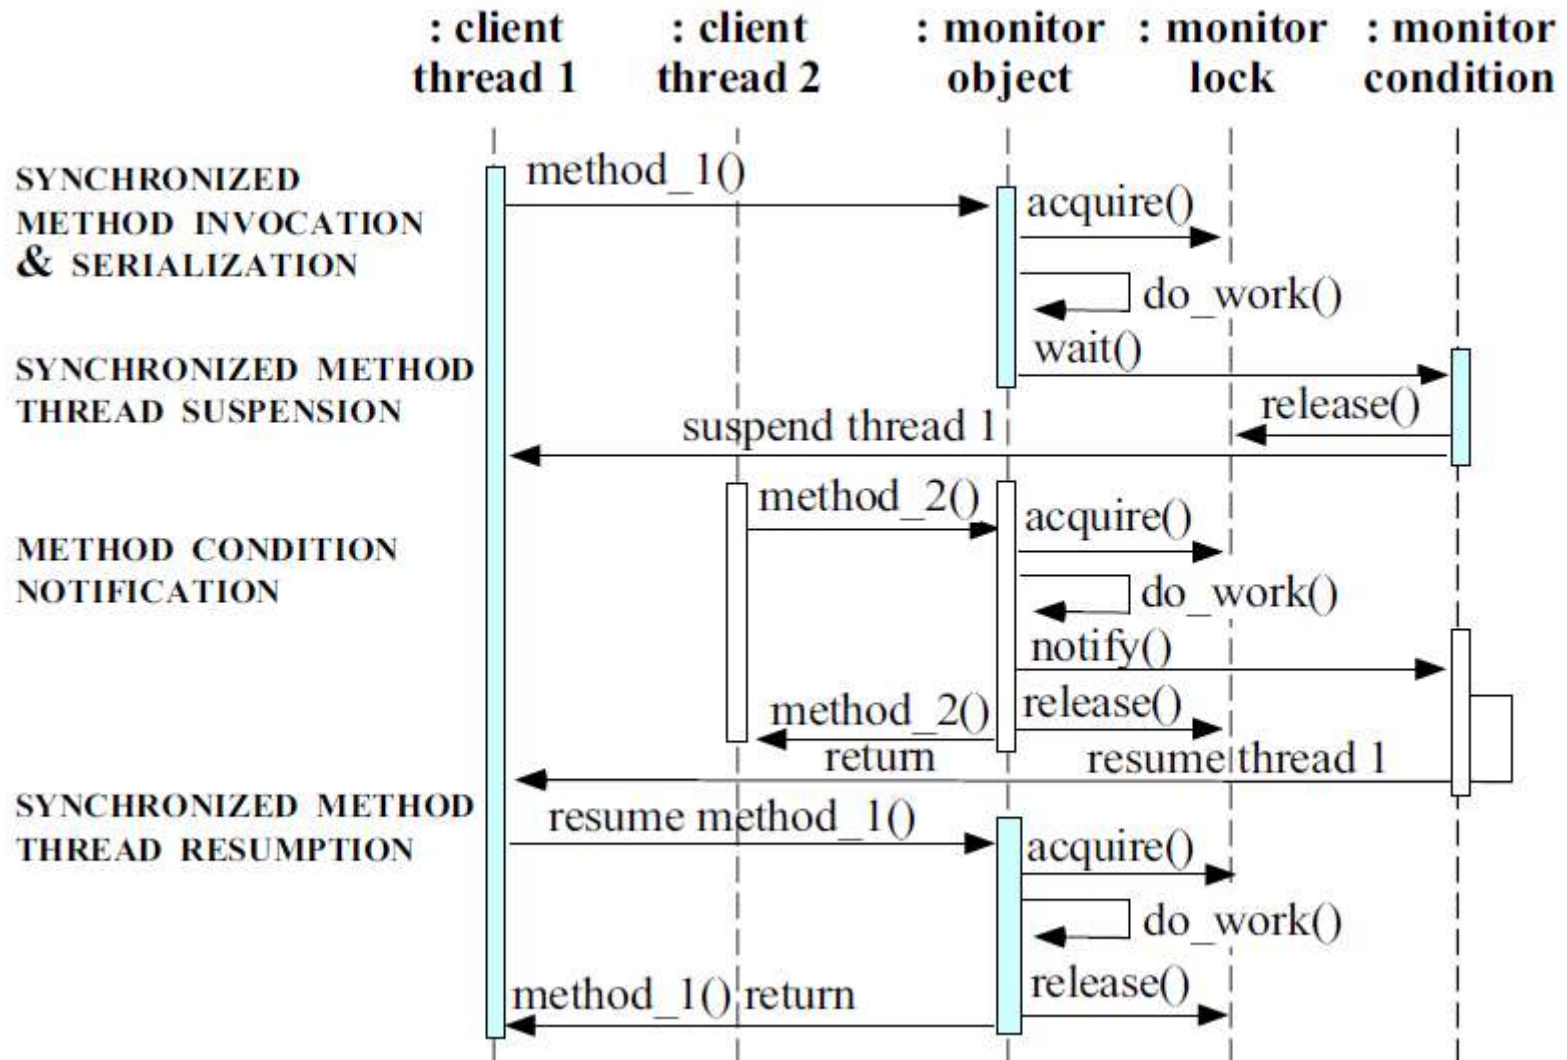 : client
thread 1
: client
thread 2
: monitor
object
: monitor
lock
: monitor
condition
SYNCHRONIZED
METHOD INVOCATION
& SERIALIZATION
method_1()
acquire()
do_work()
SYNCHRONIZED METHOD
THREAD SUSPENSION
wait()
release()
suspend thread 1
METHOD CONDITION
NOTIFICATION
method_2()
acquire()
do_work()
notify()
release()
method_2()
return
resume thread 1
SYNCHRONIZED METHOD
THREAD RESUMPTION
resume method_1()
acquire()
do_work()
release()
method_1() return